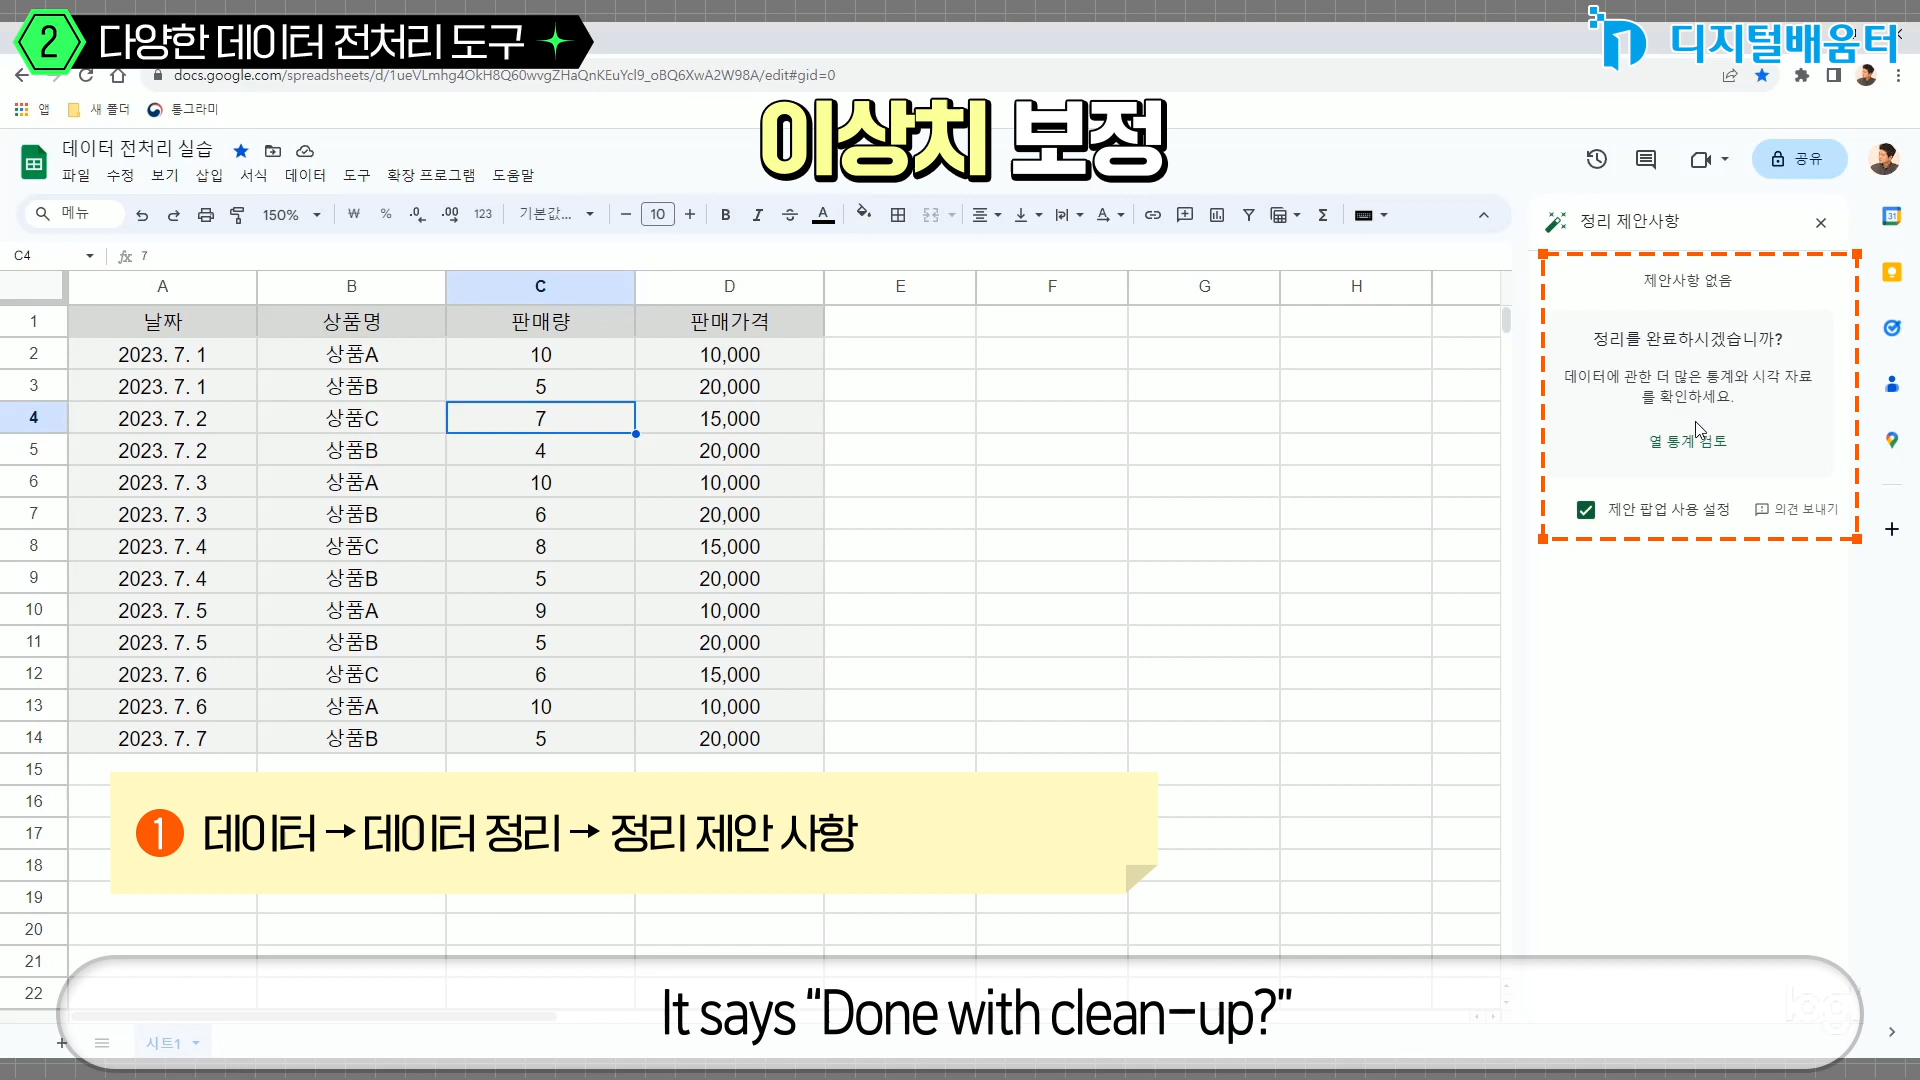 2 다양한 데이터 전처리 도구
디지털배움터
docs.google.com/spreadsheets/d/1ueVLmhg4OkH8Q60wvgZHaQnKEuYcl9_oBQ6XwA2W98A/edit#gid=0
앱 새 폴더 통그라미
이상치 보정
데이터 전처리 실습
파일 수정 보기 삽입 서식 데이터 도구 확장 프로그램 도움말
공유
메뉴 150% ₩ % .0 .00 123 기본값... 10 B I A Σ
정리 제안사항
C4 fx 7
A B C D E F G H
1 날짜 상품명 판매량 판매가격
2 2023. 7. 1 상품A 10 10,000
3 2023. 7. 1 상품B 5 20,000
4 2023. 7. 2 상품C 7 15,000
5 2023. 7. 2 상품B 4 20,000
6 2023. 7. 3 상품A 10 10,000
7 2023. 7. 3 상품B 6 20,000
8 2023. 7. 4 상품C 8 15,000
9 2023. 7. 4 상품B 5 20,000
10 2023. 7. 5 상품A 9 10,000
11 2023. 7. 5 상품B 5 20,000
12 2023. 7. 6 상품C 6 15,000
13 2023. 7. 6 상품A 10 10,000
14 2023. 7. 7 상품B 5 20,000
15
16
17
18
19
20
21
22
제안사항 없음
정리를 완료하시겠습니까?
데이터에 관한 더 많은 통계와 시각 자료
를 확인하세요.
열 통계 검토
제안 팝업 사용 설정 의견 보내기
31
1 데이터 → 데이터 정리 → 정리 제안 사항
It says “Done with clean-up?”
시트1